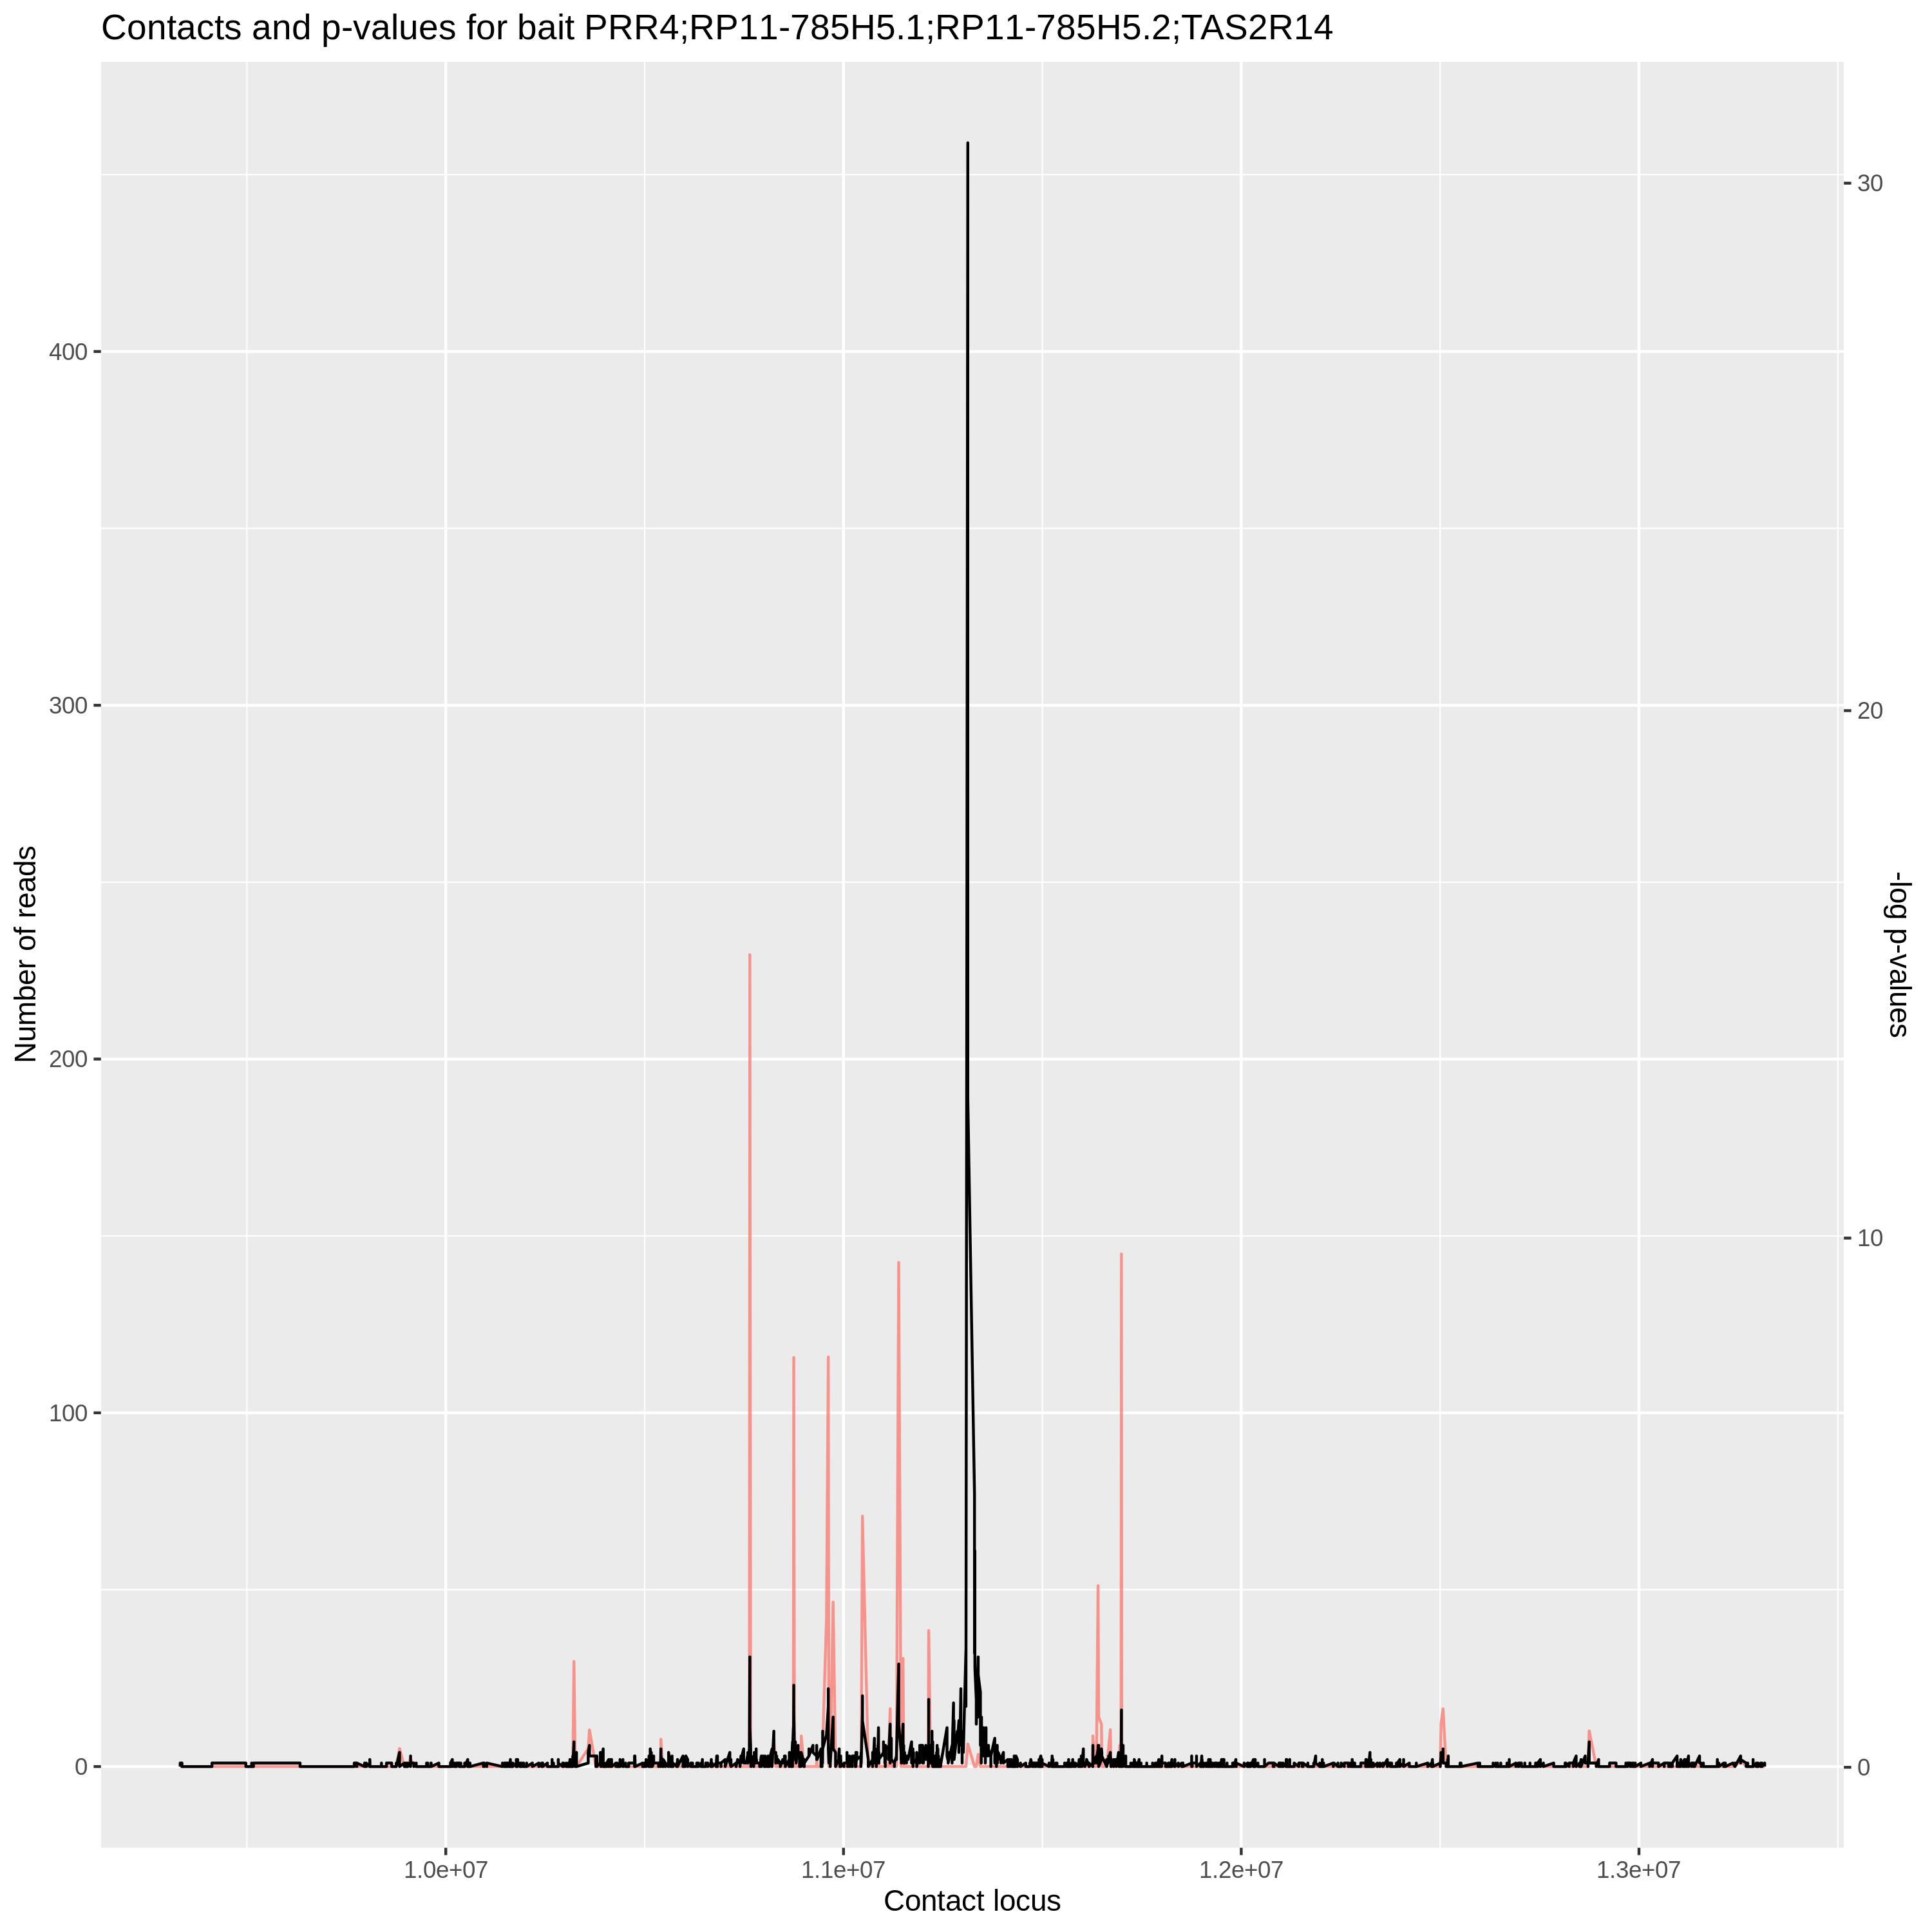 Contacts and p-values for bait PRR4;RP11-785H5.1;RP11-785H5.2;TAS2R14
Number of reads
400
300
200
100
0
30
20
10
0
-log p-values
1.0e+07
1.1e+07
1.2e+07
1.3e+07
Contact locus